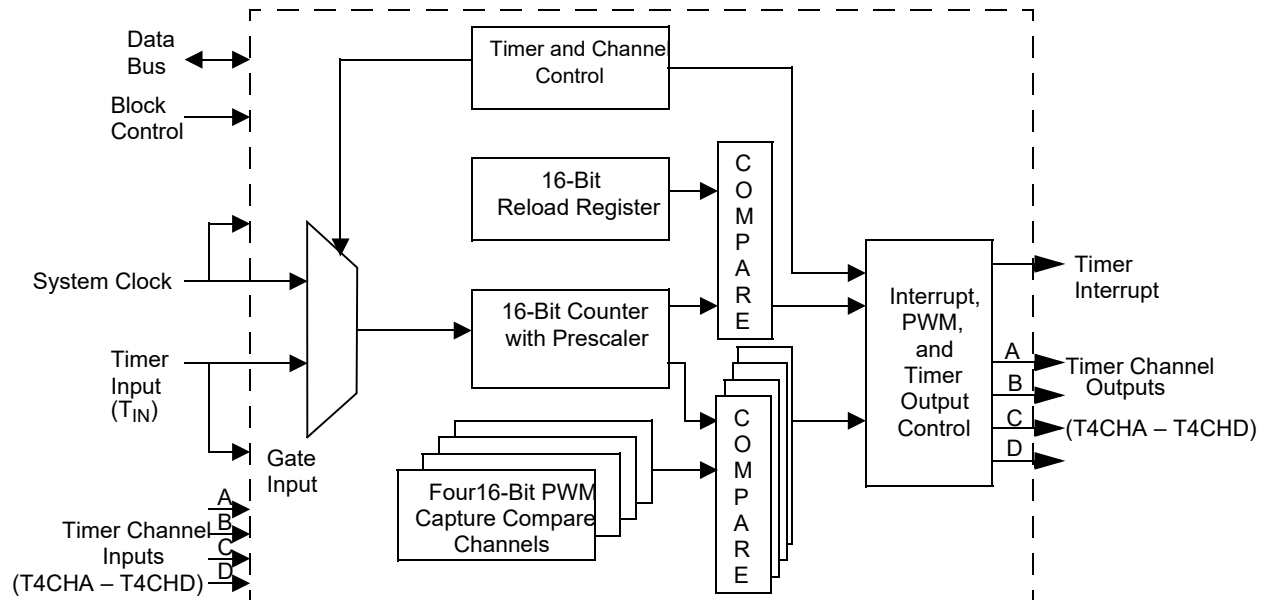 Data
Bus
Block
Control
System Clock
Timer
Input
(TIN)
Gate
Input
A
B
C
D
Timer Channel
Inputs
(T4CHA – T4CHD)
Timer and Channel
Control
16-Bit
Reload Register
16-Bit Counter
with Prescaler
Four16-Bit PWM
Capture Compare
Channels
C
O
M
P
A
R
E
C
O
M
P
A
R
E
Interrupt,
PWM,
and
Timer
Output
Control
Timer
Interrupt
A
B
C
D
Timer Channel
Outputs
(T4CHA – T4CHD)